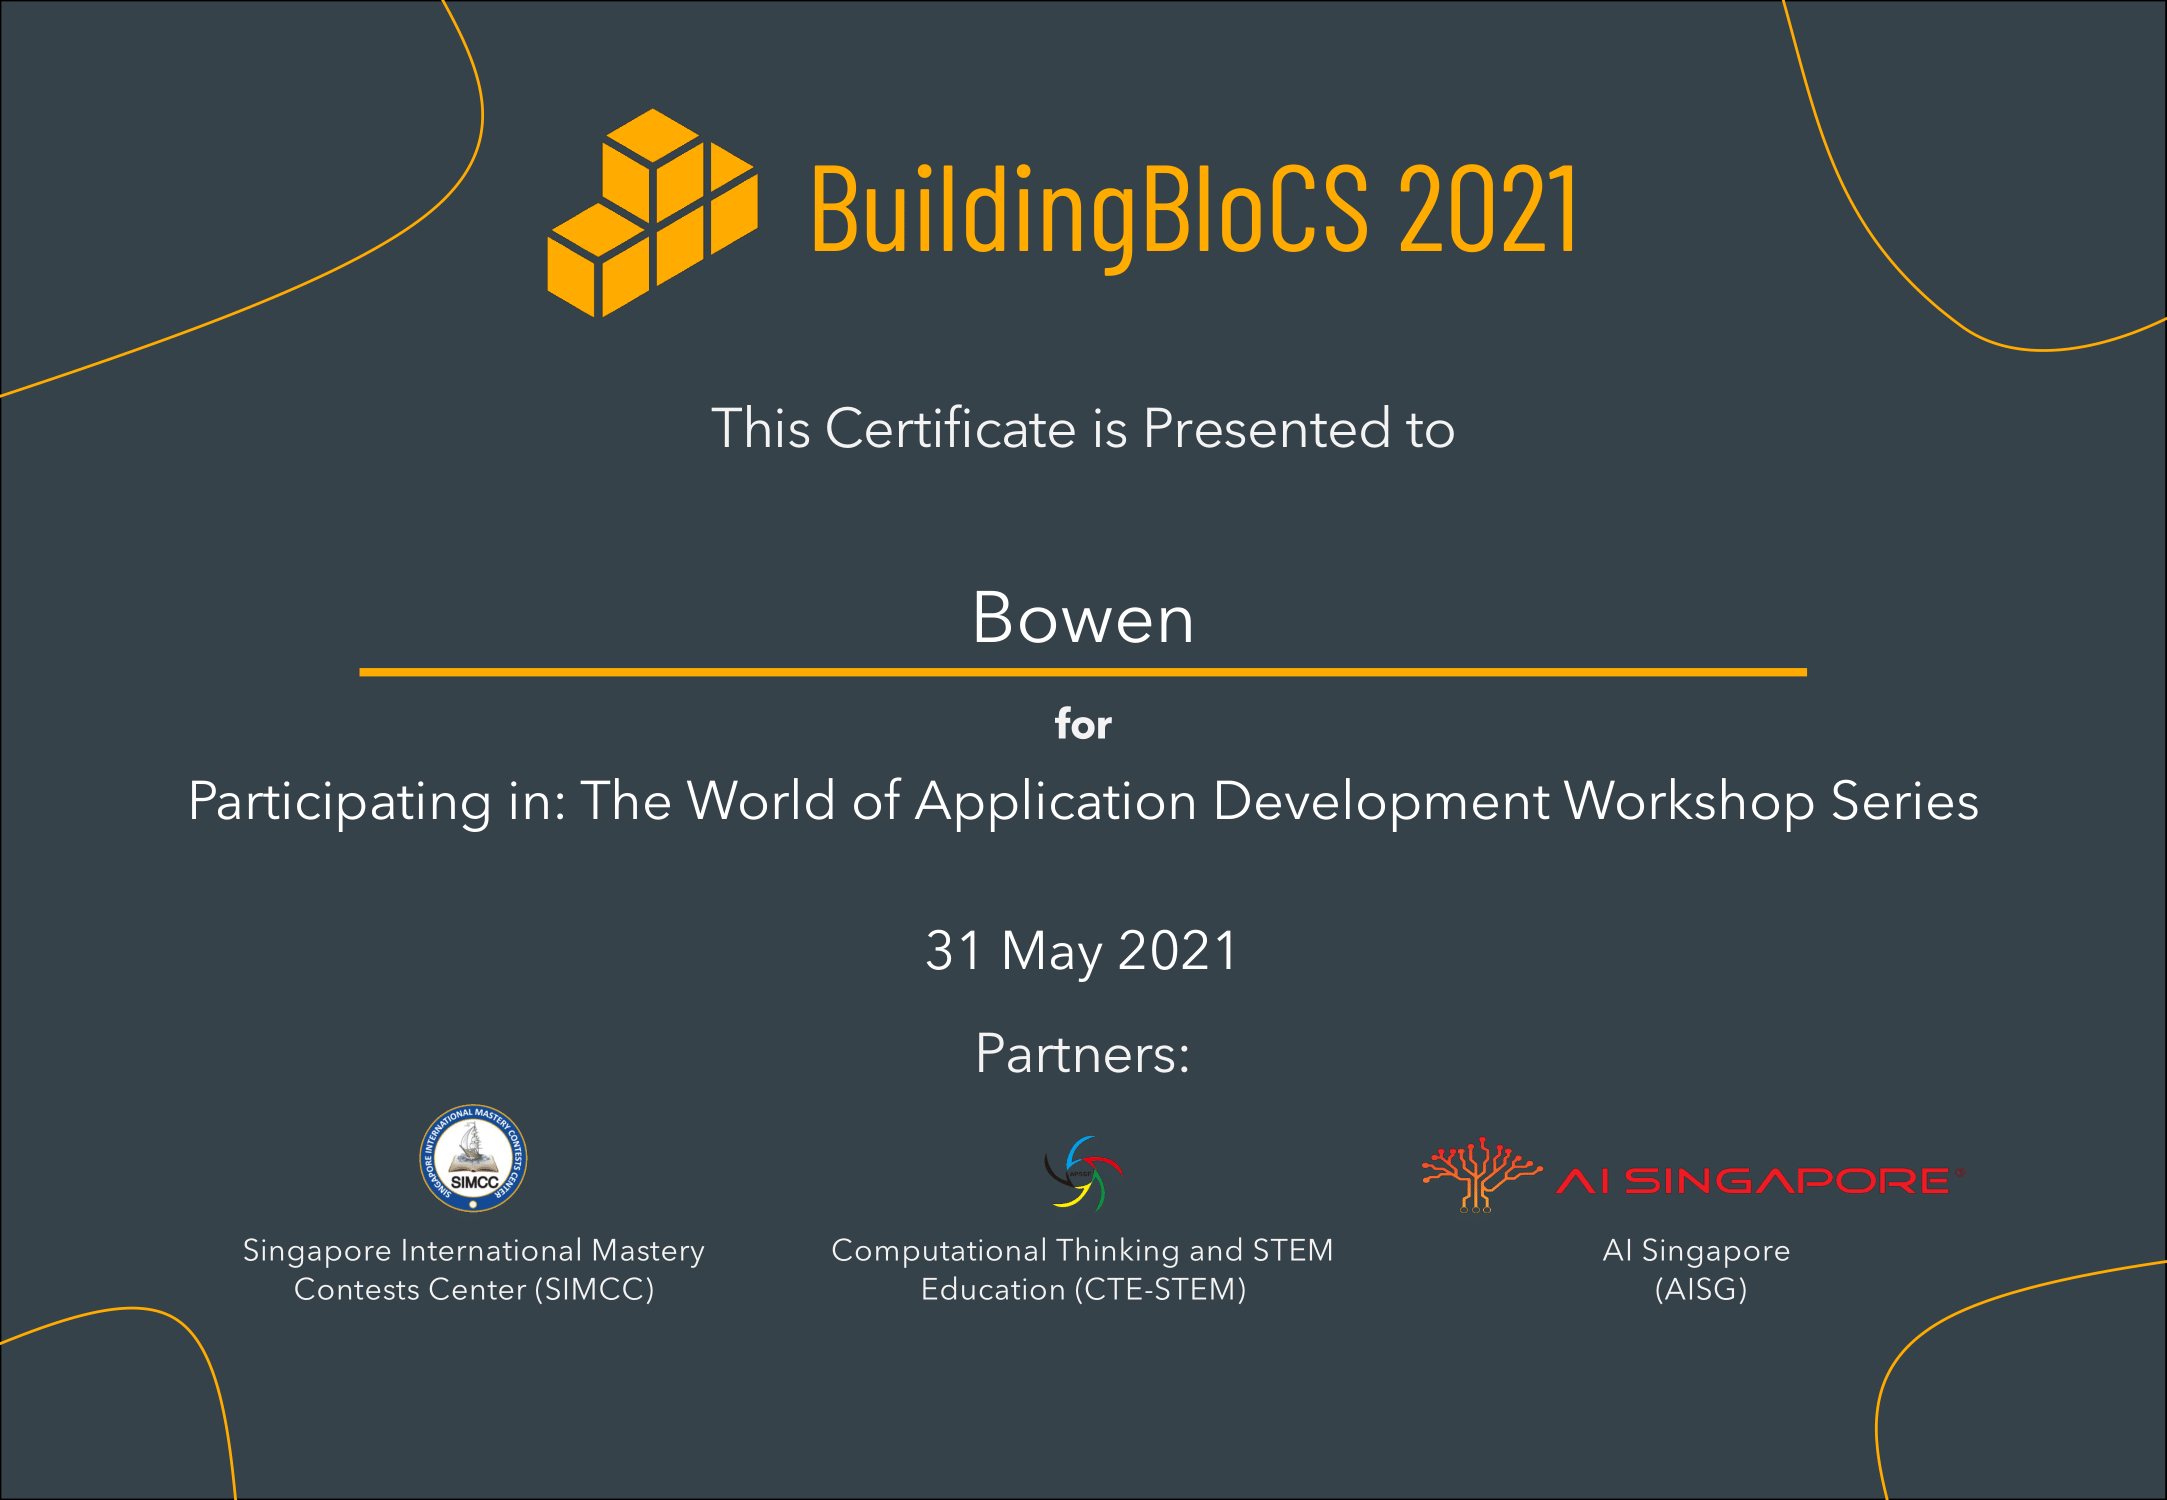 BuildingBloCS 2021
This Certificate is Presented to
Bowen
for
Participating in: The World of Application Development Workshop Series
31 May 2021
Partners:
SINGAPORE INTERNATIONAL MASTERY CONTESTS CENTER
SIMCC
AI SINGAPORE
Singapore International Mastery
Contests Center (SIMCC)
Computational Thinking and STEM
Education (CTE-STEM)
AI Singapore
(AISG)